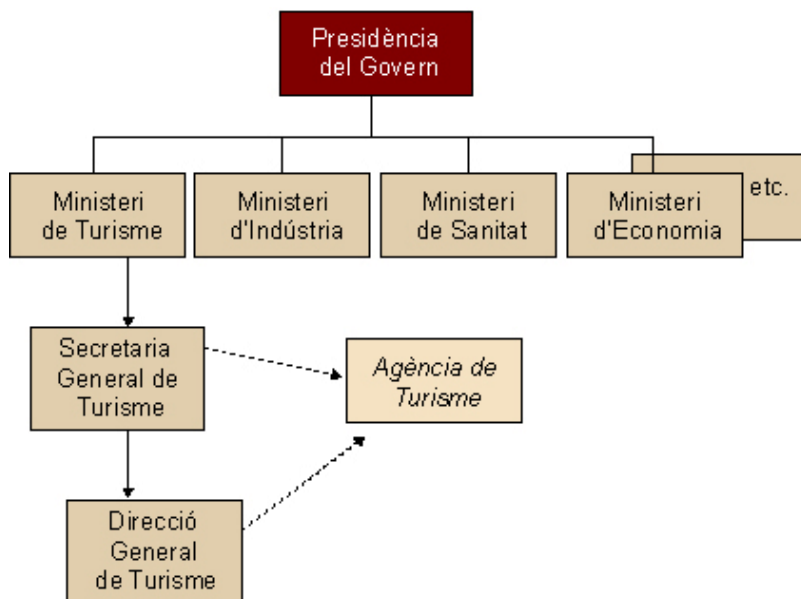 Presidència
del Govern
Ministeri
de Turisme
Ministeri
d'Indústria
Ministeri
de Sanitat
Ministeri
d'Economia
etc.
Secretaria
General de
Turisme
Agència de
Turisme
Direcció
General
de Turisme